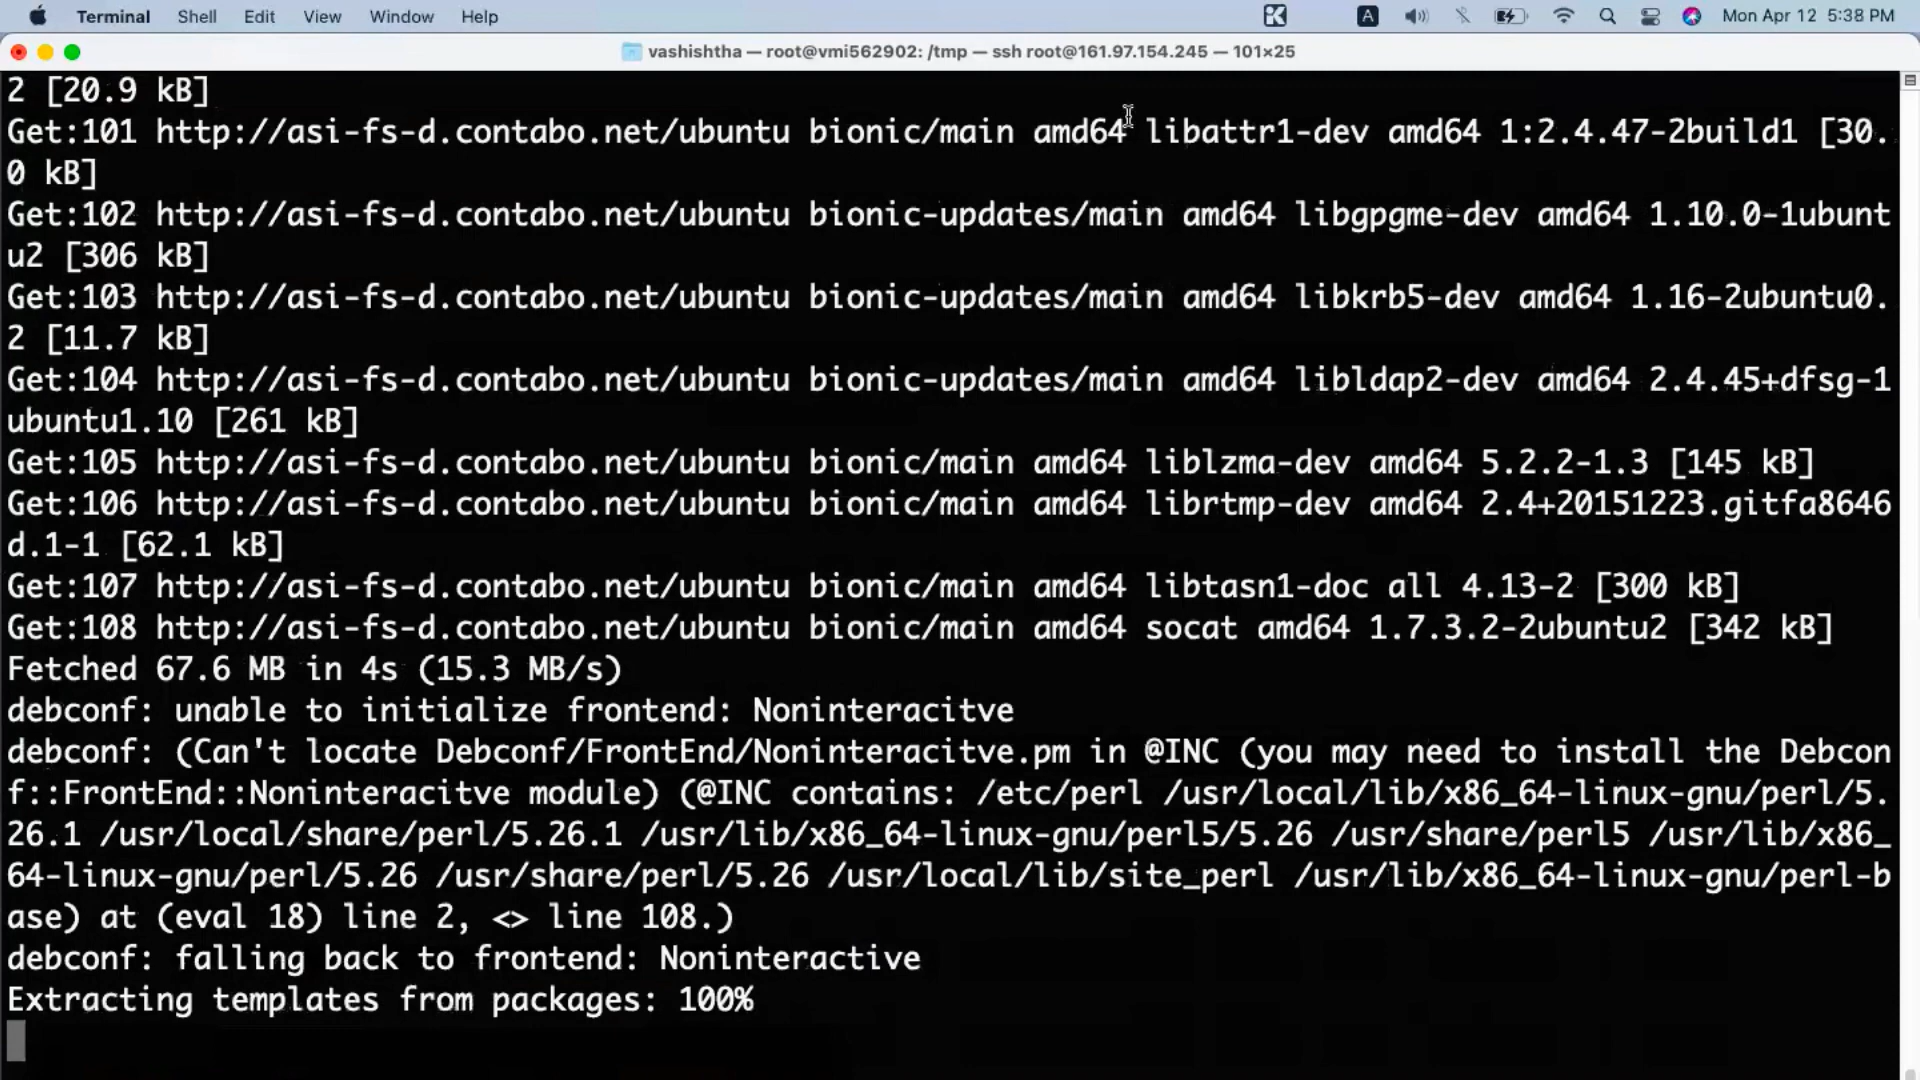 Terminal Shell Edit View Window Help A Mon Apr 12 5:38 PM
vashishtha — root@vmi562902: /tmp — ssh root@161.97.154.245 — 101×25
2 [20.9 kB]
Get:101 http://asi-fs-d.contabo.net/ubuntu bionic/main amd64 libattr1-dev amd64 1:2.4.47-2build1 [30.
0 kB]
Get:102 http://asi-fs-d.contabo.net/ubuntu bionic-updates/main amd64 libgpgme-dev amd64 1.10.0-1ubunt
u2 [306 kB]
Get:103 http://asi-fs-d.contabo.net/ubuntu bionic-updates/main amd64 libkrb5-dev amd64 1.16-2ubuntu0.
2 [11.7 kB]
Get:104 http://asi-fs-d.contabo.net/ubuntu bionic-updates/main amd64 libldap2-dev amd64 2.4.45+dfsg-1
ubuntu1.10 [261 kB]
Get:105 http://asi-fs-d.contabo.net/ubuntu bionic/main amd64 liblzma-dev amd64 5.2.2-1.3 [145 kB]
Get:106 http://asi-fs-d.contabo.net/ubuntu bionic/main amd64 librtmp-dev amd64 2.4+20151223.gitfa8646
d.1-1 [62.1 kB]
Get:107 http://asi-fs-d.contabo.net/ubuntu bionic/main amd64 libtasn1-doc all 4.13-2 [300 kB]
Get:108 http://asi-fs-d.contabo.net/ubuntu bionic/main amd64 socat amd64 1.7.3.2-2ubuntu2 [342 kB]
Fetched 67.6 MB in 4s (15.3 MB/s)
debconf: unable to initialize frontend: Noninteracitve
debconf: (Can't locate Debconf/FrontEnd/Noninteracitve.pm in @INC (you may need to install the Debcon
f::FrontEnd::Noninteracitve module) (@INC contains: /etc/perl /usr/local/lib/x86_64-linux-gnu/perl/5.
26.1 /usr/local/share/perl/5.26.1 /usr/lib/x86_64-linux-gnu/perl5/5.26 /usr/share/perl5 /usr/lib/x86_
64-linux-gnu/perl/5.26 /usr/share/perl/5.26 /usr/local/lib/site_perl /usr/lib/x86_64-linux-gnu/perl-b
ase) at (eval 18) line 2, <> line 108.)
debconf: falling back to frontend: Noninteractive
Extracting templates from packages: 100%